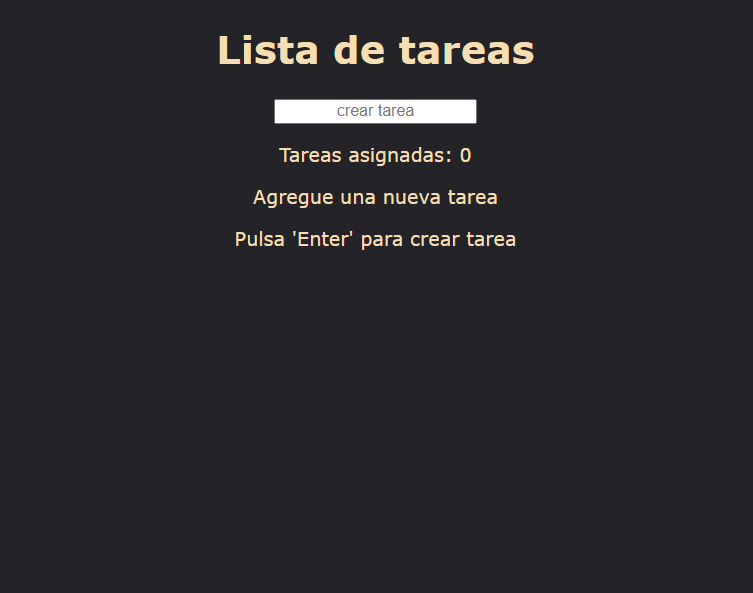 Lista de tareas
crear tarea
Tareas asignadas: 0
Agregue una nueva tarea
Pulsa 'Enter' para crear tarea